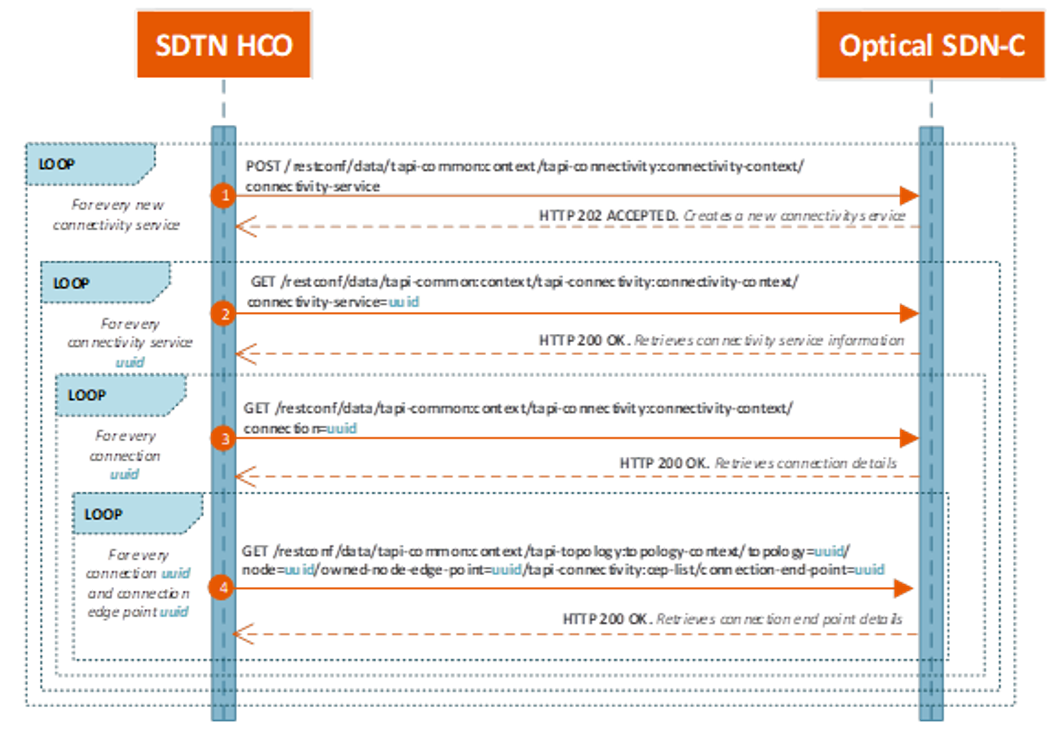 SDTN HCO
Optical SDN-C
LOOP
For every new
connectivity service
POST /restconf/data/tapi-common:context/tapi-connectivity:connectivity-context/
connectivity-service
1
HTTP 202 ACCEPTED. Creates a new connectivity service
LOOP
For every
connectivity service
uuid
GET /restconf/data/tapi-common:context/tapi-connectivity:connectivity-context/
connectivity-service=uuid
2
HTTP 200 OK. Retrieves connectivity service information
LOOP
For every
connection
uuid
GET /restconf/data/tapi-common:context/tapi-connectivity:connectivity-context/
connection=uuid
3
HTTP 200 OK. Retrieves connection details
LOOP
For every
connection uuid
and connection
edge point uuid
GET /restconf/data/tapi-common:context/tapi-topology:topology-context/topology=uuid/
node=uuid/owned-node-edge-point=uuid/tapi-connectivity:cep-list/connection-end-point=uuid
4
HTTP 200 OK. Retrieves connection end point details